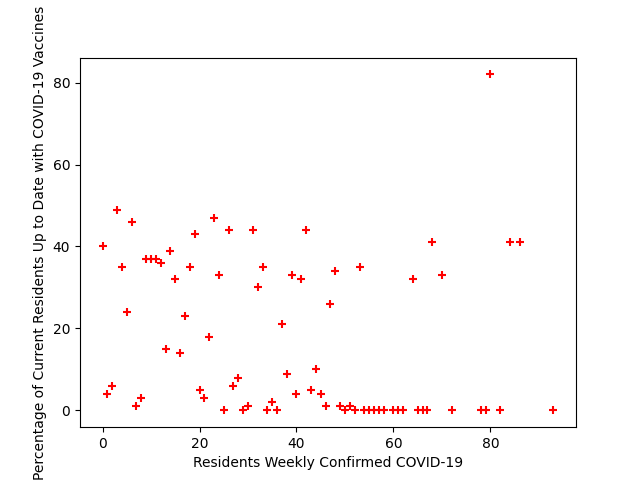 Percentage of Current Residents Up to Date with COVID-19 Vaccines
80
60
40
20
0
0 20 40 60 80
Residents Weekly Confirmed COVID-19